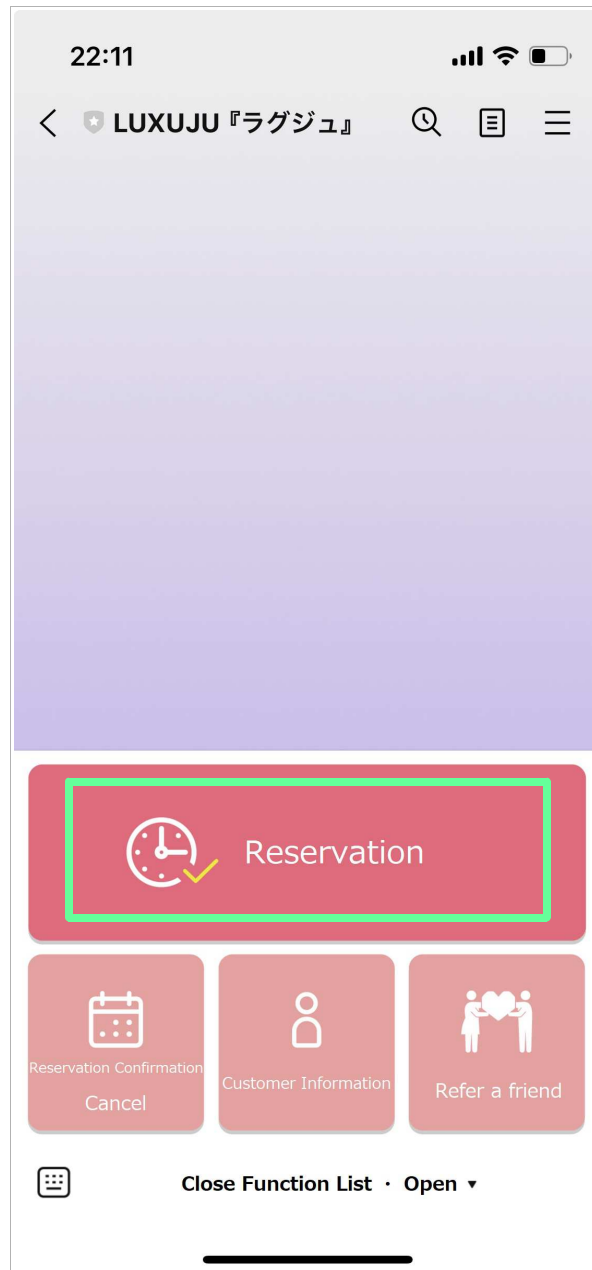 22:11
LUXUJU『ラグジュ』
Reservation
Reservation Confirmation
Cancel
Customer Information
Refer a friend
Close Function List ・ Open ▼